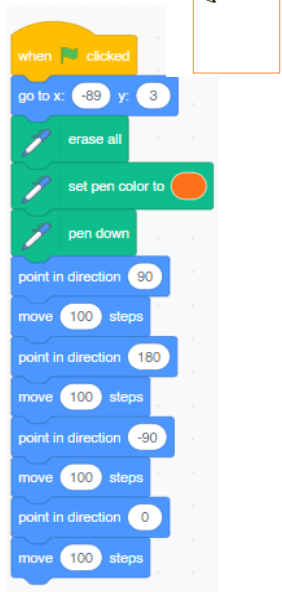 when clicked
go to x: -89 y: 3
erase all
set pen color to
pen down
point in direction 90
move 100 steps
point in direction 180
move 100 steps
point in direction -90
move 100 steps
point in direction 0
move 100 steps